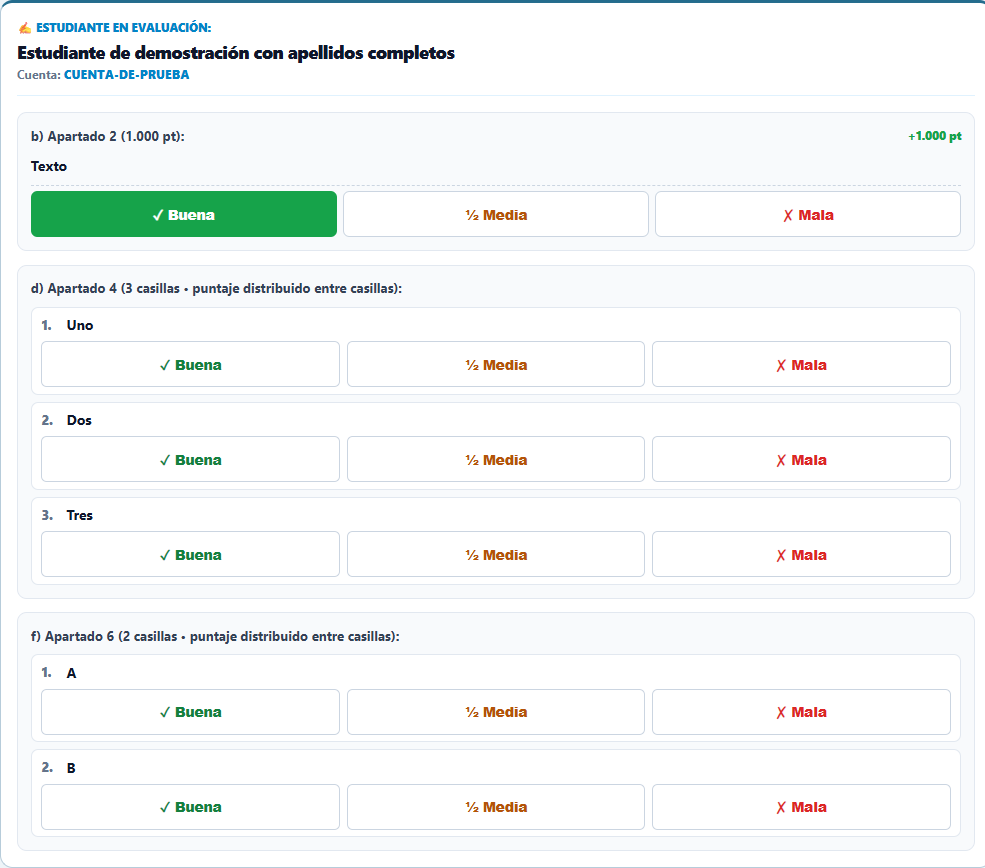 ✍️ ESTUDIANTE EN EVALUACIÓN:
Estudiante de demostración con apellidos completos
Cuenta: CUENTA-DE-PRUEBA
b) Apartado 2 (1.000 pt): +1.000 pt
Texto
✓ Buena ½ Media ✗ Mala
d) Apartado 4 (3 casillas • puntaje distribuido entre casillas):
1. Uno
✓ Buena ½ Media ✗ Mala
2. Dos
✓ Buena ½ Media ✗ Mala
3. Tres
✓ Buena ½ Media ✗ Mala
f) Apartado 6 (2 casillas • puntaje distribuido entre casillas):
1. A
✓ Buena ½ Media ✗ Mala
2. B
✓ Buena ½ Media ✗ Mala